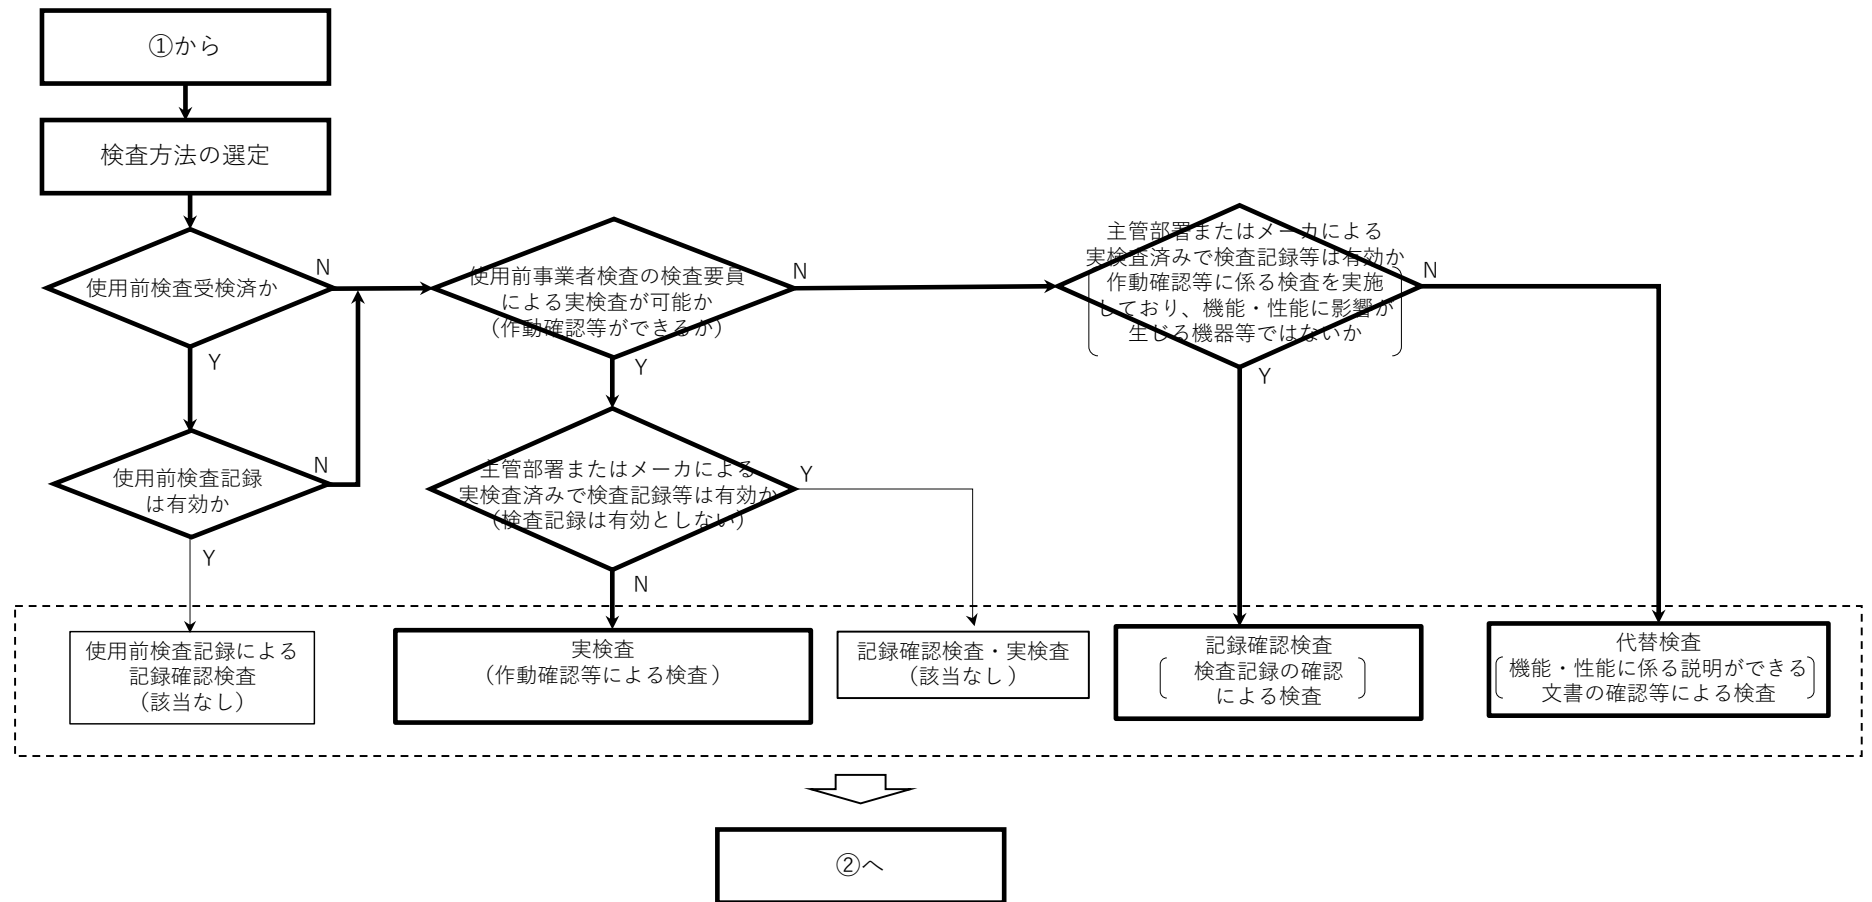 ①から
検査方法の選定
使用前検査受検済か
N
Y
使用前検査記録
は有効か
N
Y
使用前事業者検査の検査要員
による実検査が可能か
（作動確認等ができるか）
N
Y
主管部署またはメーカによる
実検査済みで検査記録等は有効か
（検査記録は有効としない）
Y
N
主管部署またはメーカによる
実検査済みで検査記録等は有効か
作動確認等に係る検査を実施
しており、機能・性能に影響が
生じる機器等ではないか
N
Y
使用前検査記録による
記録確認検査
（該当なし）
実検査
（作動確認等による検査）
記録確認検査・実検査
（該当なし）
記録確認検査
検査記録の確認
による検査
代替検査
機能・性能に係る説明ができる
文書の確認等による検査
②へ